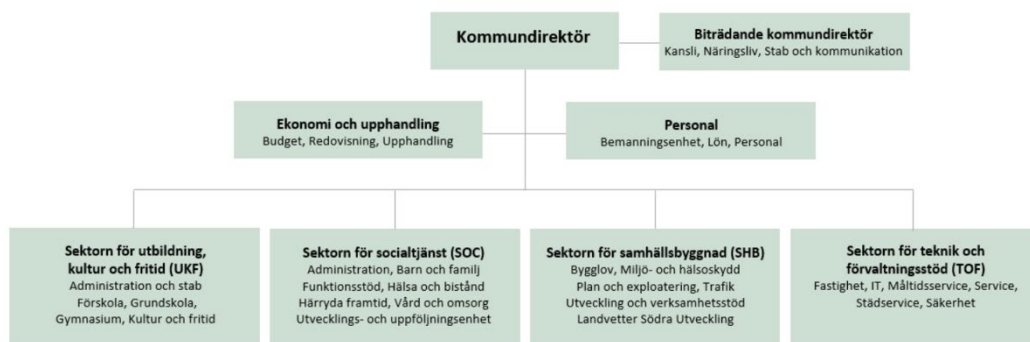 Kommundirektör
Biträdande kommundirektör
Kansli, Näringsliv, Stab och kommunikation
Ekonomi och upphandling
Budget, Redovisning, Upphandling
Personal
Bemanningsenhet, Lön, Personal
Sektorn för utbildning,
kultur och fritid (UKF)
Administration och stab
Förskola, Grundskola,
Gymnasium, Kultur och fritid
Sektorn för socialtjänst (SOC)
Administration, Barn och familj
Funktionsstöd, Hälsa och bistånd
Härryda framtid, Vård och omsorg
Utvecklings- och uppföljningsenhet
Sektorn för samhällsbyggnad (SHB)
Bygglov, Miljö- och hälsoskydd
Plan och exploatering, Trafik
Utveckling och verksamhetsstöd
Landvetter Södra Utveckling
Sektorn för teknik och
förvaltningsstöd (TOF)
Fastighet, IT, Måltidsservice, Service,
Städservice, Säkerhet